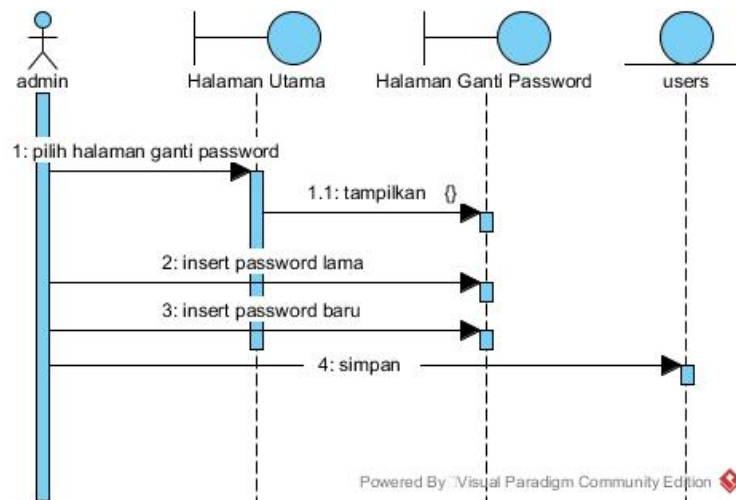 admin
Halaman Utama
Halaman Ganti Password
users
1: pilih halaman ganti password
1.1: tampilkan {}
2: insert password lama
3: insert password baru
4: simpan
Powered By Visual Paradigm Community Edition